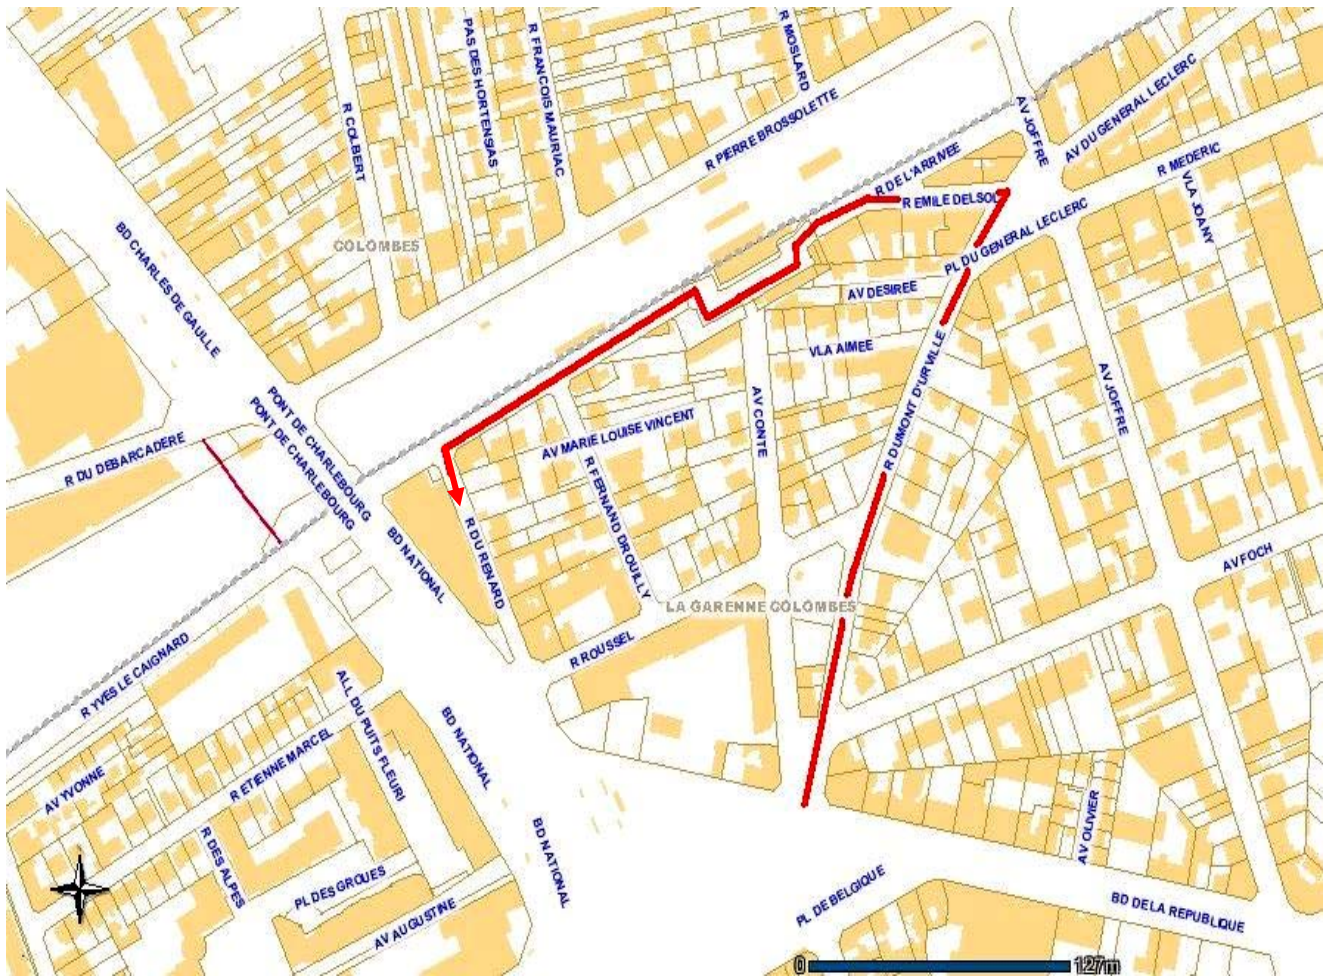 R MOSLARD
PAS DES HORTENSIAS
R FRANCOIS MAURIAC
R COLBERT
R PIERRE BROSSOLETTE
AV JOFFRE
AV DU GENERAL LECLERC
R MEDERIC
VLA JOANY
R DE L'ARRIVEE
R EMILE DELSOL
BD CHARLES DE GAULLE
COLOMBES
PL DU GENERAL LECLERC
AV DESIREE
VLA AIMEE
PONT DE CHARLEBOURG
PONT DE CHARLEBOURG
R DU DEBARCADERE
AV MARIE LOUISE VINCENT
AV CONTE
AV JOFFRE
R DUMONT D'URVILLE
R FERNAND DROUILLY
BD NATIONAL
R DU RENARD
AV FOCH
LA GARENNE COLOMBES
R ROUSSEL
R YVES LE CAIGNARD
ALL DU PUITS FLEURI
BD NATIONAL
R ETIENNE MARCEL
AV YVONNE
R DES ALPES
BD NATIONAL
AV OLIVIER
PL DES GROUES
PL DE BELGIQUE
AV AUGUSTINE
BD DE LA REPUBLIQUE
0 127m